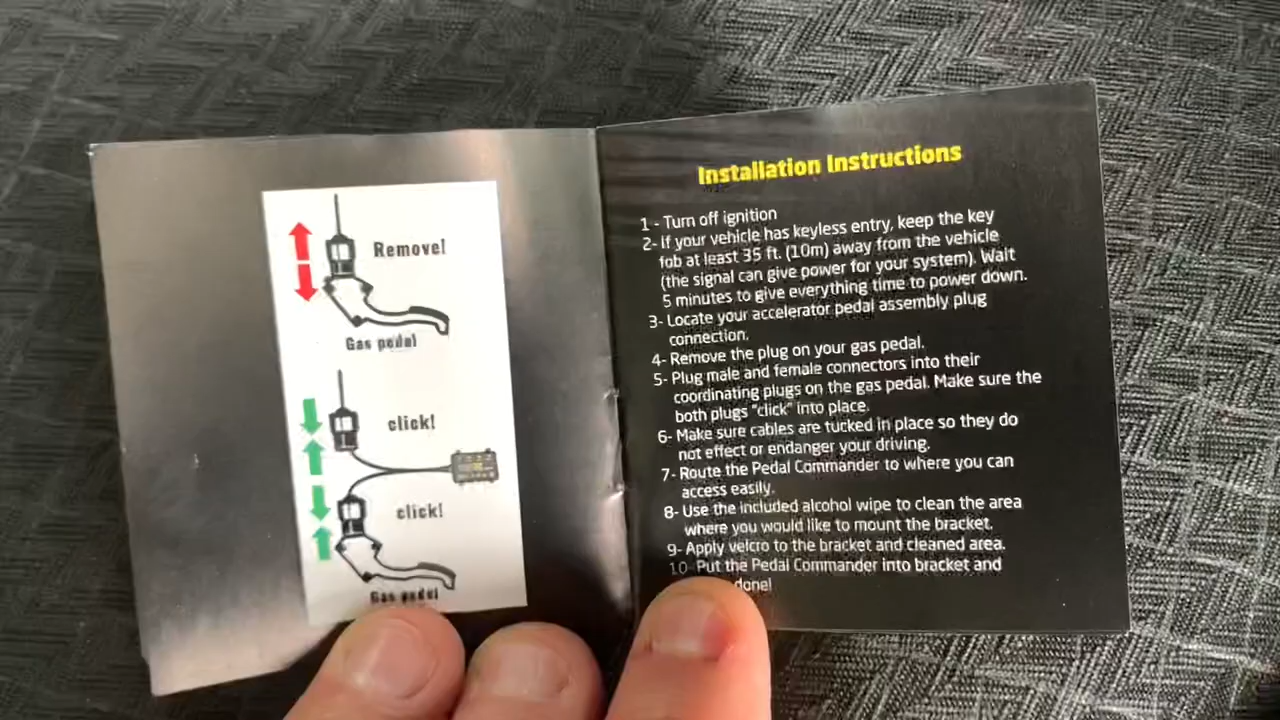 Remove!
Gas pedal
click!
click!
Gas pedal
Installation Instructions
1 - Turn off ignition
2- If your vehicle has keyless entry, keep the key
fob at least 35 ft. (10m) away from the vehicle
(the signal can give power for your system). Wait
5 minutes to give everything time to power down.
3- Locate your accelerator pedal assembly plug
connection.
4- Remove the plug on your gas pedal.
5- Plug male and female connectors into their
coordinating plugs on the gas pedal. Make sure the
both plugs "click" into place.
6- Make sure cables are tucked in place so they do
not effect or endanger your driving.
7- Route the Pedal Commander to where you can
access easily.
8- Use the included alcohol wipe to clean the area
where you would like to mount the bracket.
9- Apply velcro to the bracket and cleaned area.
10- Put the Pedal Commander into bracket and
done!